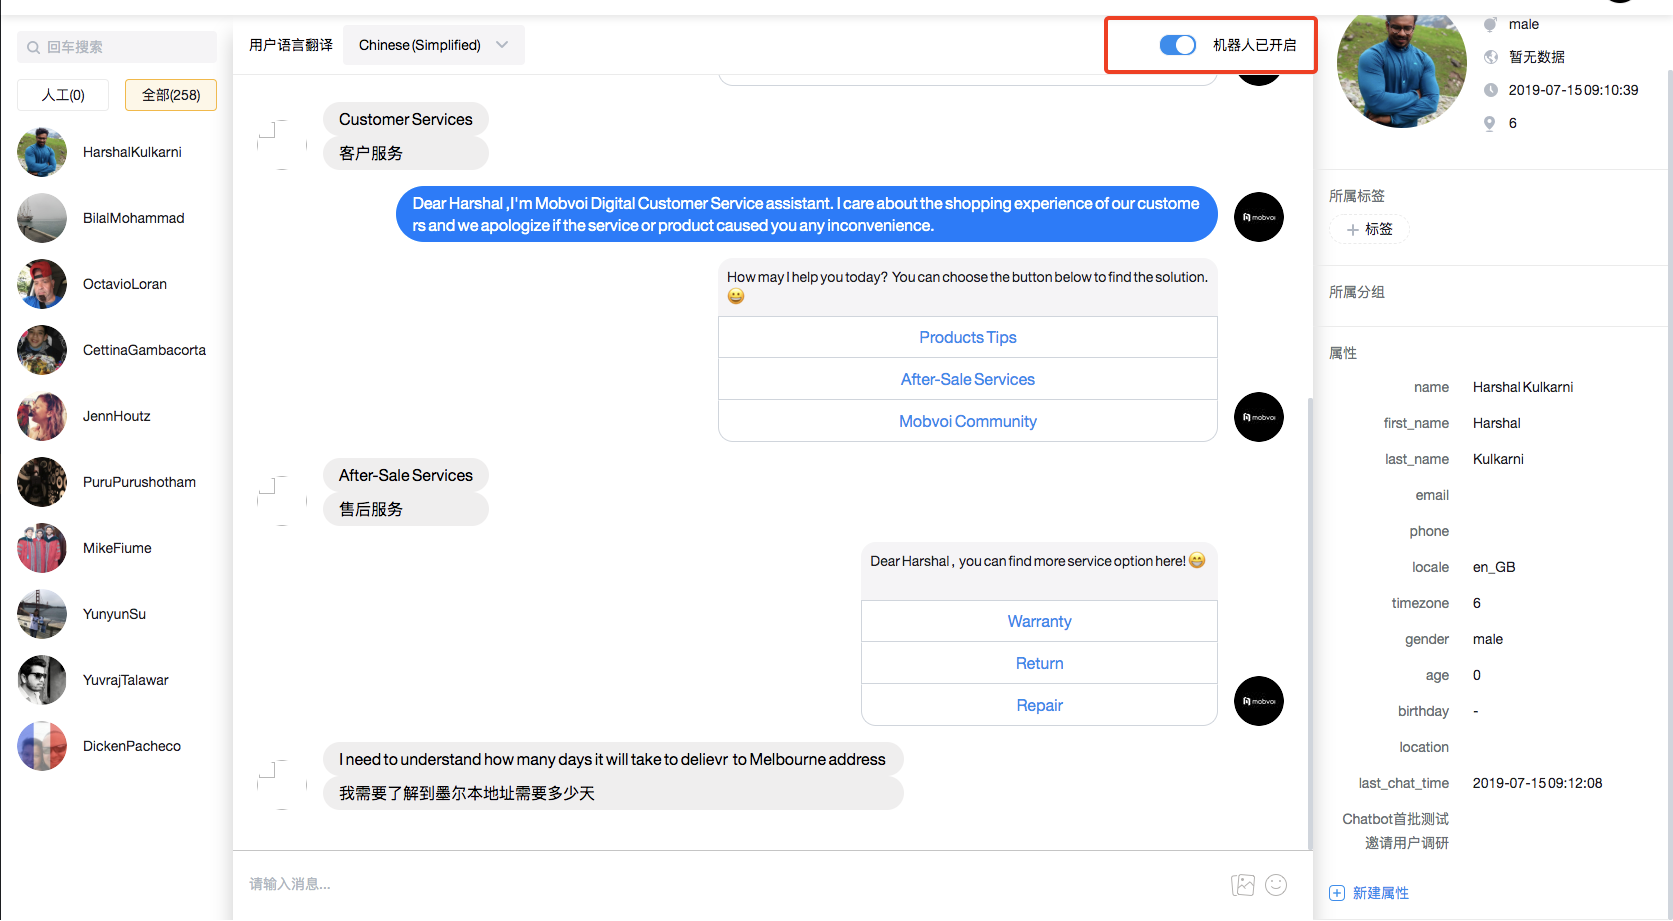 回车搜索
人工(0)
全部(258)
HarshalKulkarni
BilalMohammad
OctavioLoran
CettinaGambacorta
JennHoutz
PuruPurushotham
MikeFiume
YunyunSu
YuvrajTalawar
DickenPacheco
用户语言翻译
Chinese (Simplified)
机器人已开启
Customer Services
客户服务
Dear Harshal ,I'm Mobvoi Digital Customer Service assistant. I care about the shopping experience of our custome
rs and we apologize if the service or product caused you any inconvenience.
mobvoi
How may I help you today? You can choose the button below to find the solution.
😀
Products Tips
After-Sale Services
Mobvoi Community
mobvoi
After-Sale Services
售后服务
Dear Harshal , you can find more service option here! 😁
Warranty
Return
Repair
mobvoi
I need to understand how many days it will take to delievr to Melbourne address
我需要了解到墨尔本地址需要多少天
请输入消息...
male
暂无数据
2019-07-15 09:10:39
6
所属标签
+ 标签
所属分组
属性
name Harshal Kulkarni
first_name Harshal
last_name Kulkarni
email
phone
locale en_GB
timezone 6
gender male
age 0
birthday -
location
last_chat_time 2019-07-15 09:12:08
Chatbot首批测试
邀请用户调研
新建属性